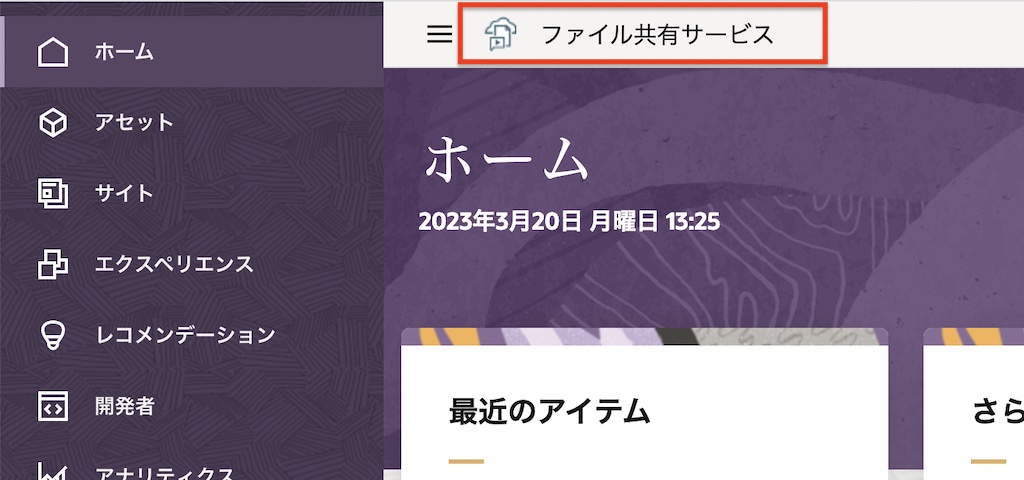 ホーム
アセット
サイト
エクスペリエンス
レコメンデーション
開発者
アナリティクス
ファイル共有サービス
ホーム
2023年3月20日 月曜日 13:25
最近のアイテム
さら